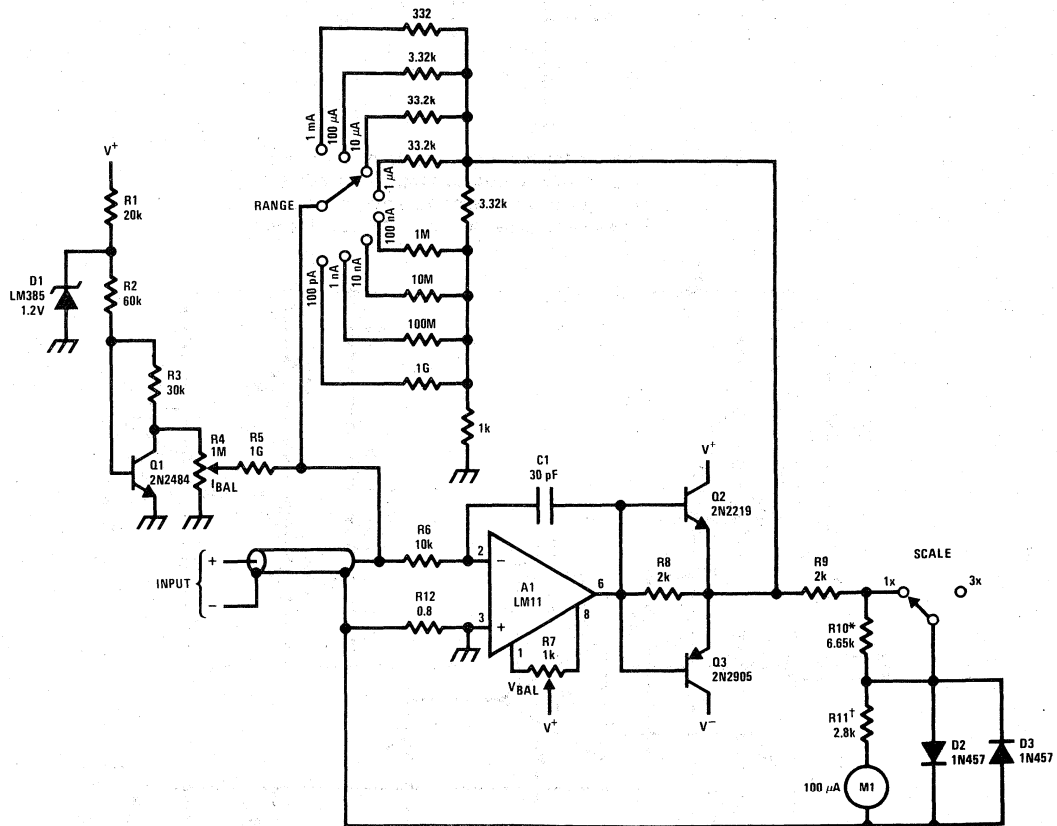 332
3.32k
33.2k
33.2k
1 mA
100 μA
10 μA
1 μA
RANGE
3.32k
100 nA
10 nA
1 nA
100 pA
1M
10M
100M
1G
1k
V+
R1
20k
D1
LM385
1.2V
R2
60k
R3
30k
R4
1M
IBAL
R5
1G
Q1
2N2484
C1
30 pF
V+
Q2
2N2219
R6
10k
INPUT
+
−
R12
0.8
2
−
3
+
A1
LM11
6
8
1
R7
1k
VBAL
V+
R8
2k
Q3
2N2905
V−
R9
2k
SCALE
1x
3x
R10*
6.65k
R11†
2.8k
100 μA
M1
D2
1N457
D3
1N457